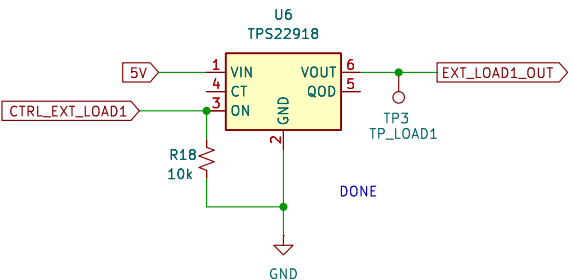 U6
TPS22918
5V
1
VIN
VOUT
6
EXT_LOAD1_OUT
4
CT
QOD
5
CTRL_EXT_LOAD1
3
ON
GND
2
TP3
TP_LOAD1
R18
10k
DONE
GND